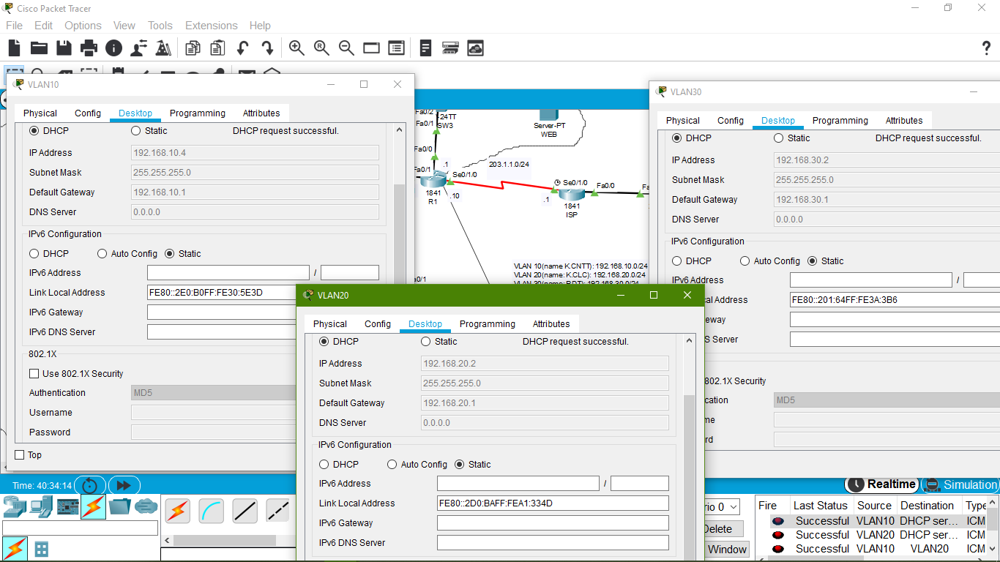 Cisco Packet Tracer
File Edit Options View Tools Extensions Help
VLAN10
Physical Config Desktop Programming Attributes
DHCP Static DHCP request successful.
IP Address 192.168.10.4
Subnet Mask 255.255.255.0
Default Gateway 192.168.10.1
DNS Server 0.0.0.0
IPv6 Configuration
DHCP Auto Config Static
IPv6 Address /
Link Local Address FE80::2E0:B0FF:FE30:5E3D
IPv6 Gateway
IPv6 DNS Server
802.1X
Use 802.1X Security
Authentication MD5
Username
Password
Top
Fa0/2
24TT
Fa0/1
SW3
Server-PT
WEB
Fa0/0
Fa0/1
.1
Se0/1/0
203.1.1.0/24
1841
R1
.10
Se0/1/0
Fa0/0
Fa
.1
1841
ISP
a0/1
VLAN 10(name K.CNTT): 192.168.10.0/24
VLAN 20(name K.CLC): 192.168.20.0/24
VLAN30
Physical Config Desktop Programming Attributes
DHCP Static DHCP request successful.
IP Address 192.168.30.2
Subnet Mask 255.255.255.0
Default Gateway 192.168.30.1
DNS Server 0.0.0.0
IPv6 Configuration
DHCP Auto Config Static
IPv6 Address /
cal Address FE80::201:64FF:FE3A:3B6
eway
S Server
802.1X Security
cation MD5
me
rd
VLAN20
Physical Config Desktop Programming Attributes
DHCP Static DHCP request successful.
IP Address 192.168.20.2
Subnet Mask 255.255.255.0
Default Gateway 192.168.20.1
DNS Server 0.0.0.0
IPv6 Configuration
DHCP Auto Config Static
IPv6 Address /
Link Local Address FE80::2D0:BAFF:FEA1:334D
IPv6 Gateway
IPv6 DNS Server
Time: 40:34:14
Realtime Simulation
rio 0
Delete
Window
Fire Last Status Source Destination Type
Successful VLAN10 DHCP ser... ICM
Successful VLAN20 DHCP ser... ICM
Successful VLAN10 VLAN20 ICM